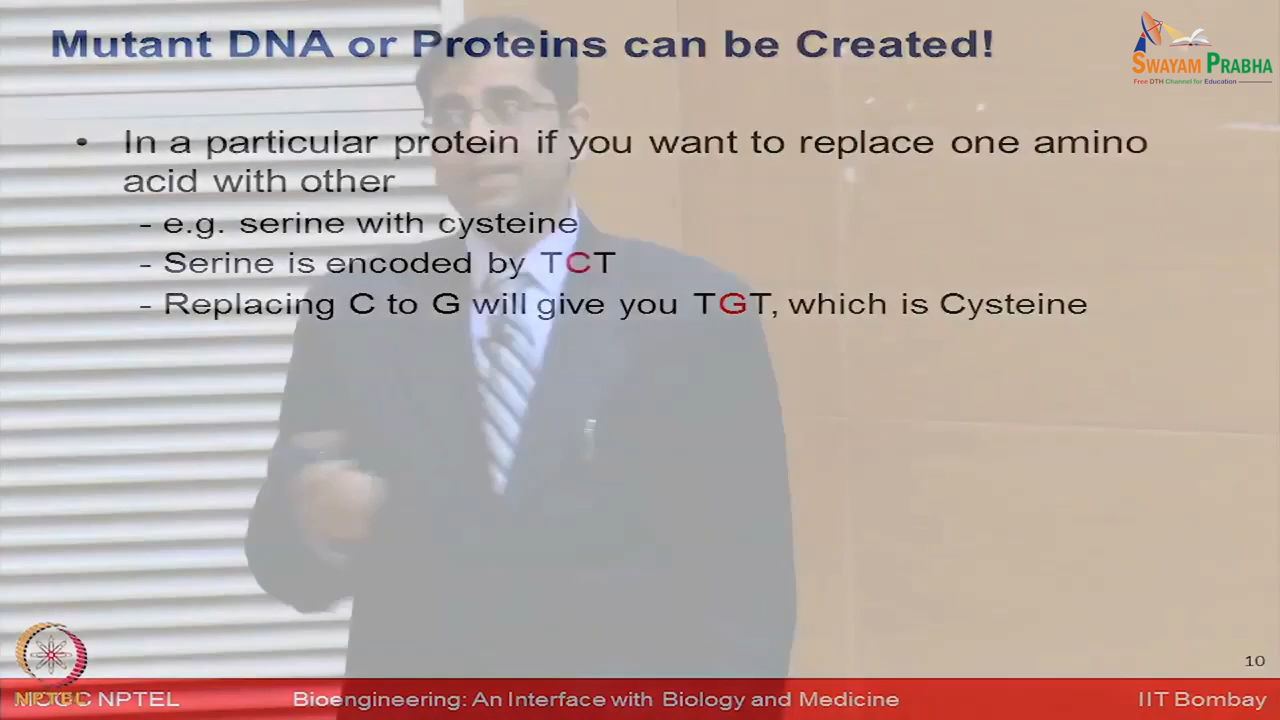 Mutant DNA or Proteins can be Created!
SWAYAM PRABHA
Free DTH Channel for Education
• In a particular protein if you want to replace one amino
acid with other
- e.g. serine with cysteine
- Serine is encoded by TCT
- Replacing C to G will give you TGT, which is Cysteine
10
NPTEL Bioengineering: An Interface with Biology and Medicine IIT Bombay